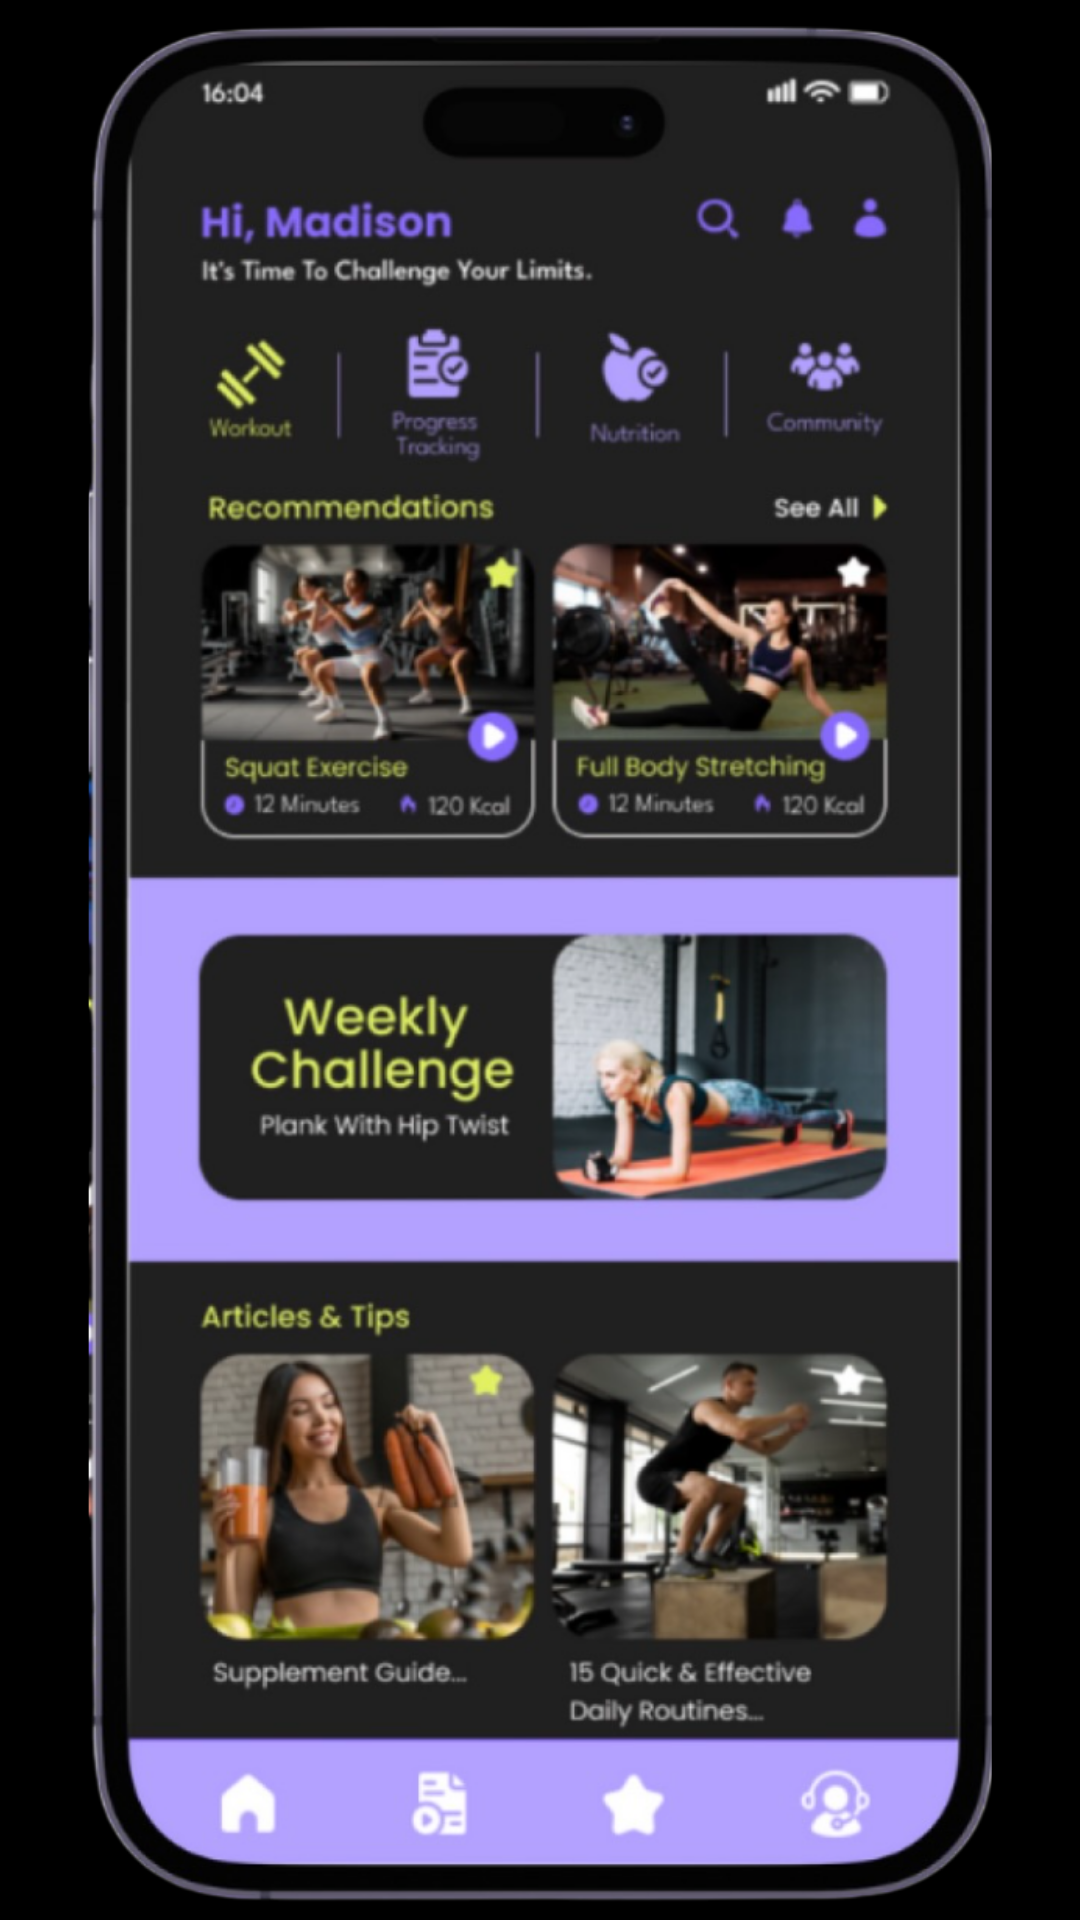 16:04
Hi, Madison
It's Time To Challenge Your Limits.
Workout
Progress
Tracking
Nutrition
Community
Recommendations
See All
Squat Exercise
12 Minutes
120 Kcal
Full Body Stretching
12 Minutes
120 Kcal
Weekly
Challenge
Plank With Hip Twist
Articles & Tips
Supplement Guide...
15 Quick & Effective
Daily Routines...